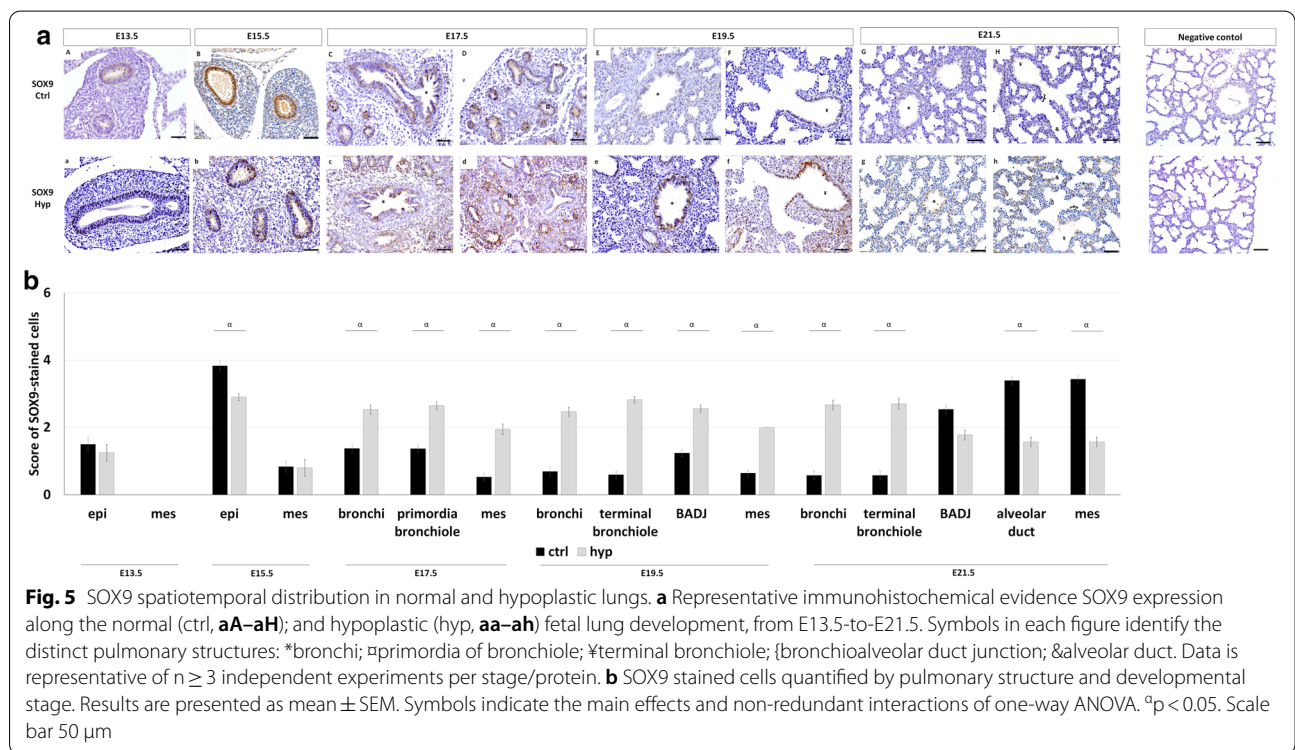 a
E13.5 E15.5 E17.5 E19.5 E21.5 Negative contol
SOX9
Ctrl
A B C D E F G H
SOX9
Hyp
a b c d e f g h
b
Score of SOX9-stained cells
6
4
2
0
α α α α α α α α α α α α
epi mes epi mes bronchi primordia bronchiole mes bronchi terminal bronchiole BADJ mes bronchi terminal bronchiole BADJ alveolar duct mes
ctrl hyp
E13.5 E15.5 E17.5 E19.5 E21.5
Fig. 5 SOX9 spatiotemporal distribution in normal and hypoplastic lungs. a Representative immunohistochemical evidence SOX9 expression
along the normal (ctrl, aA–aH); and hypoplastic (hyp, aa–ah) fetal lung development, from E13.5-to-E21.5. Symbols in each figure identify the
distinct pulmonary structures: *bronchi; ¤primordia of bronchiole; ¥terminal bronchiole; {bronchioalveolar duct junction; &alveolar duct. Data is
representative of n ≥ 3 independent experiments per stage/protein. b SOX9 stained cells quantified by pulmonary structure and developmental
stage. Results are presented as mean ± SEM. Symbols indicate the main effects and non-redundant interactions of one-way ANOVA. αp < 0.05. Scale
bar 50 µm